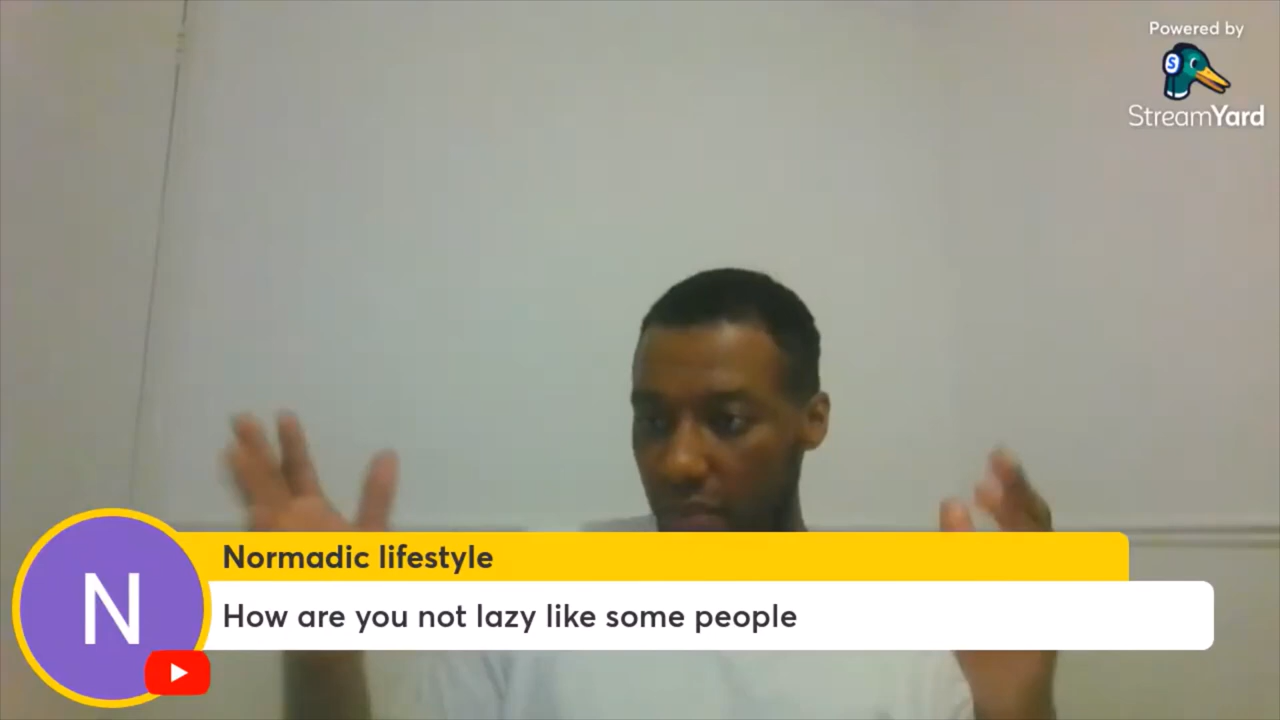 Powered by
S
StreamYard
Normadic lifestyle
N
How are you not lazy like some people